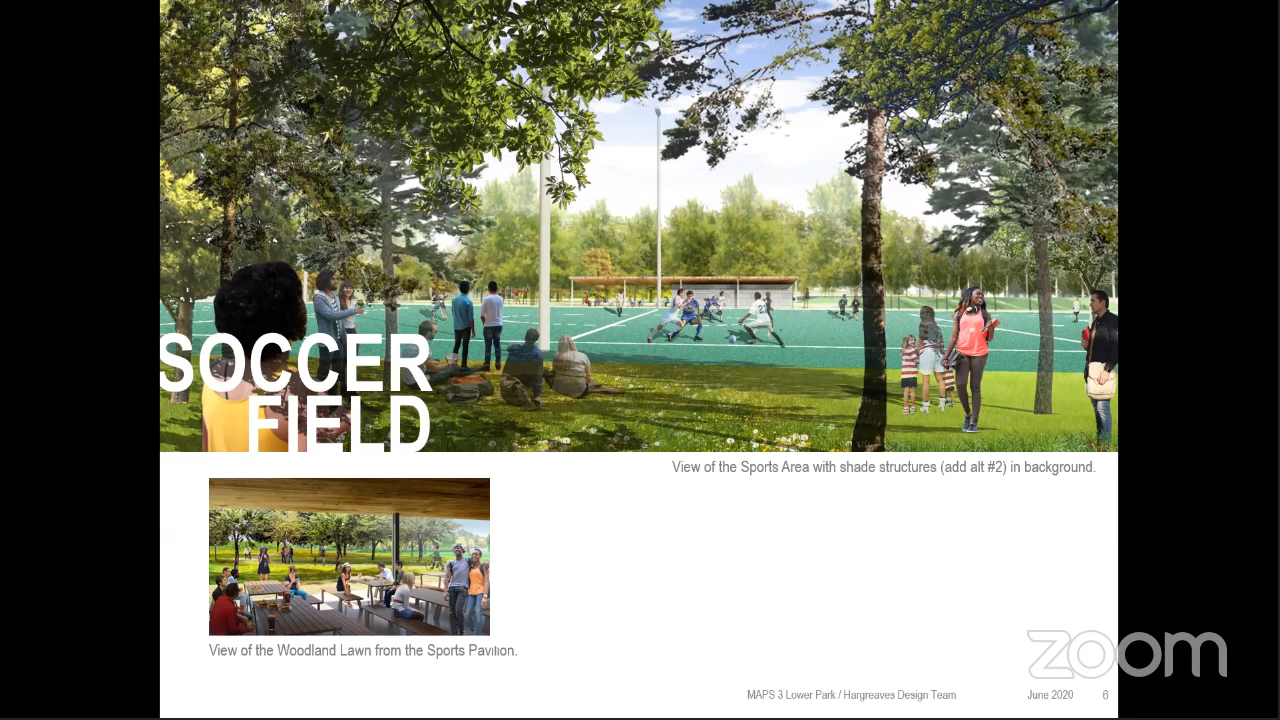 SOCCER
FIELD
View of the Sports Area with shade structures (add alt #2) in background.
View of the Woodland Lawn from the Sports Pavilion.
zoom
MAPS 3 Lower Park / Hargreaves Design Team June 2020 6